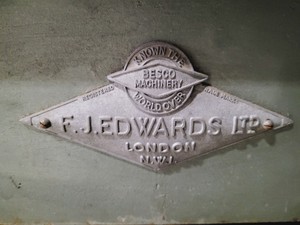 KNOWN THE
BESCO
MACHINERY
WORLD OVER
REGISTERED
TRADE MARK
F.J. EDWARDS LTD
LONDON
N.W.1.